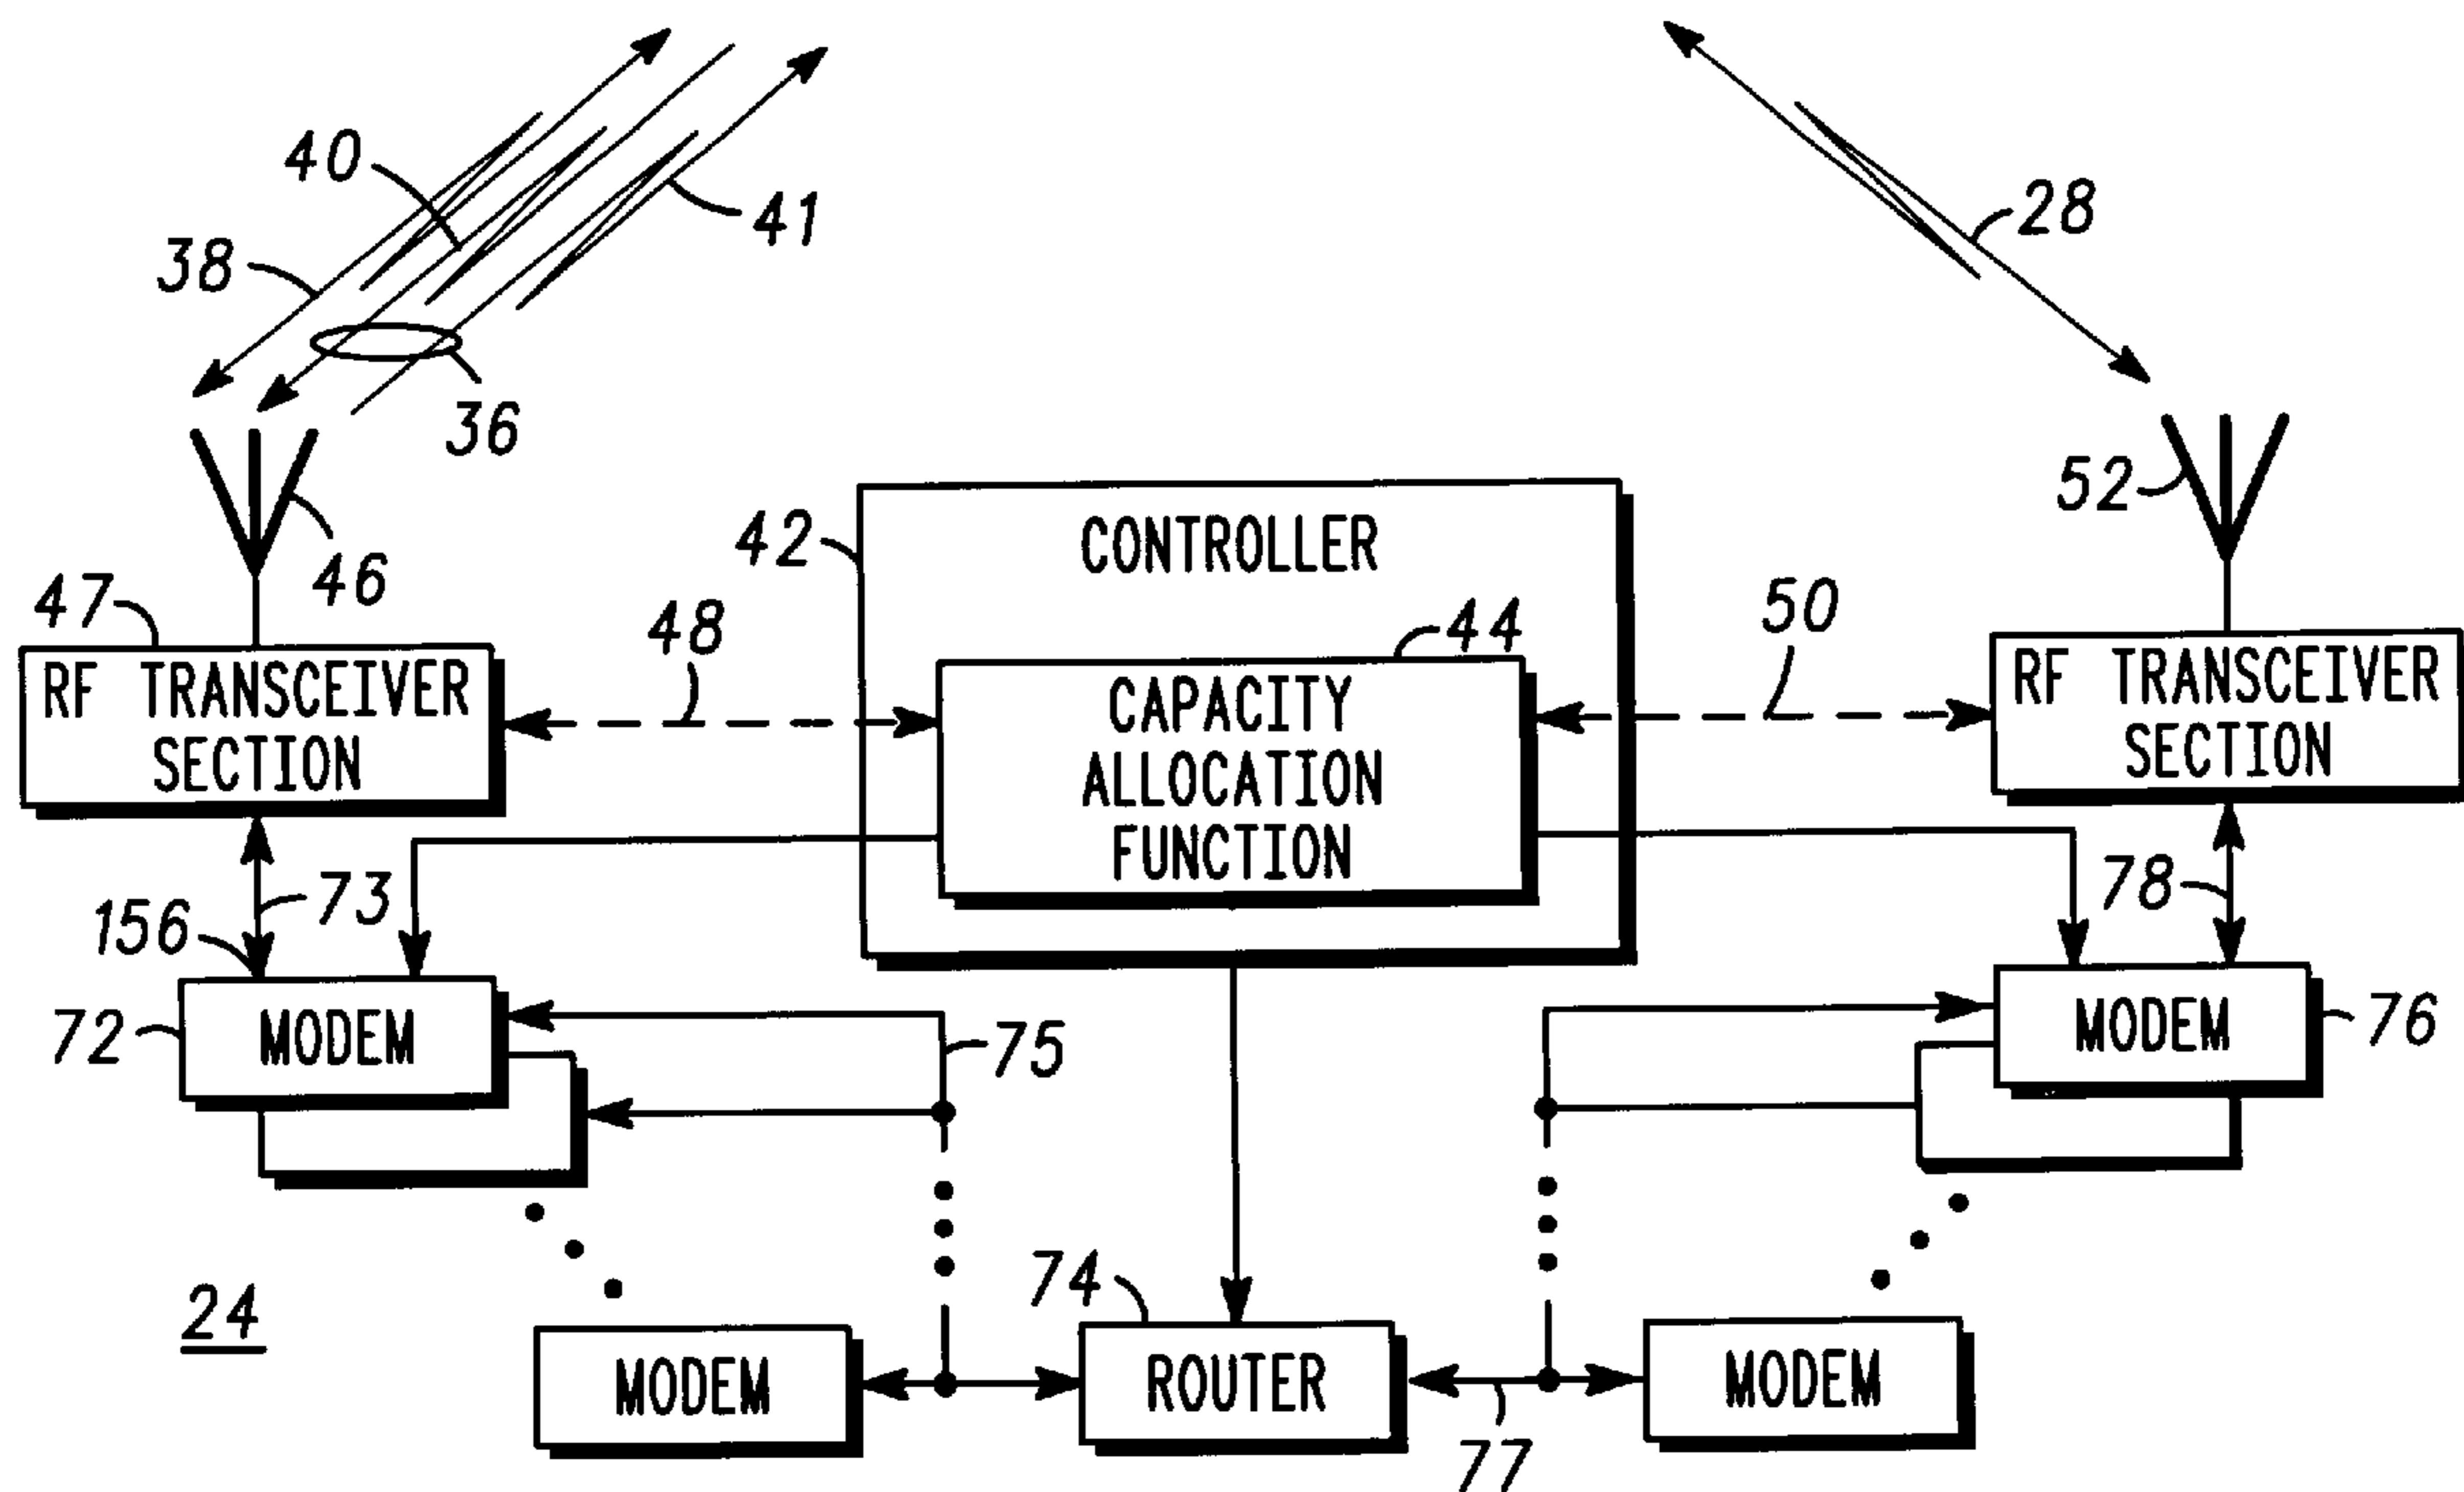 40
38
41
28
36
46
52
42
CONTROLLER
47
48
44
50
RF TRANSCEIVER
SECTION
CAPACITY
ALLOCATION
FUNCTION
RF TRANSCEIVER
SECTION
73
156
78
72
MODEM
75
MODEM
76
24
74
MODEM
ROUTER
MODEM
77